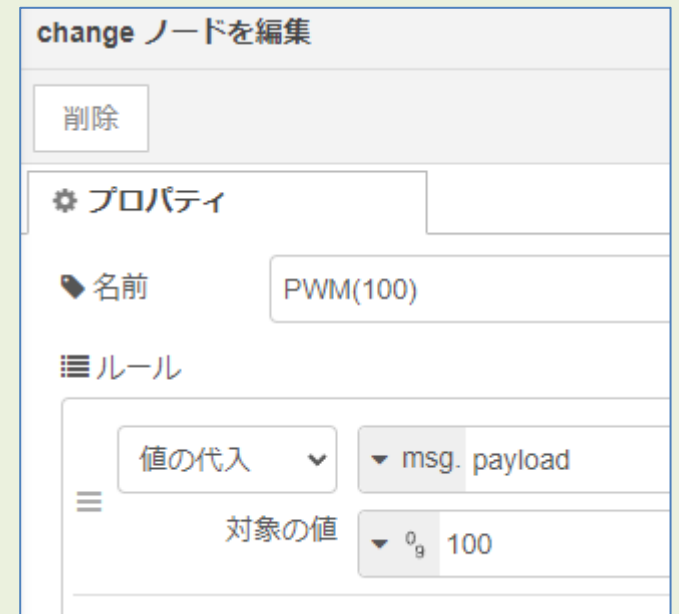 change ノードを編集
削除
プロパティ
名前 PWM(100)
ルール
値の代入 msg. payload
対象の値 09 100